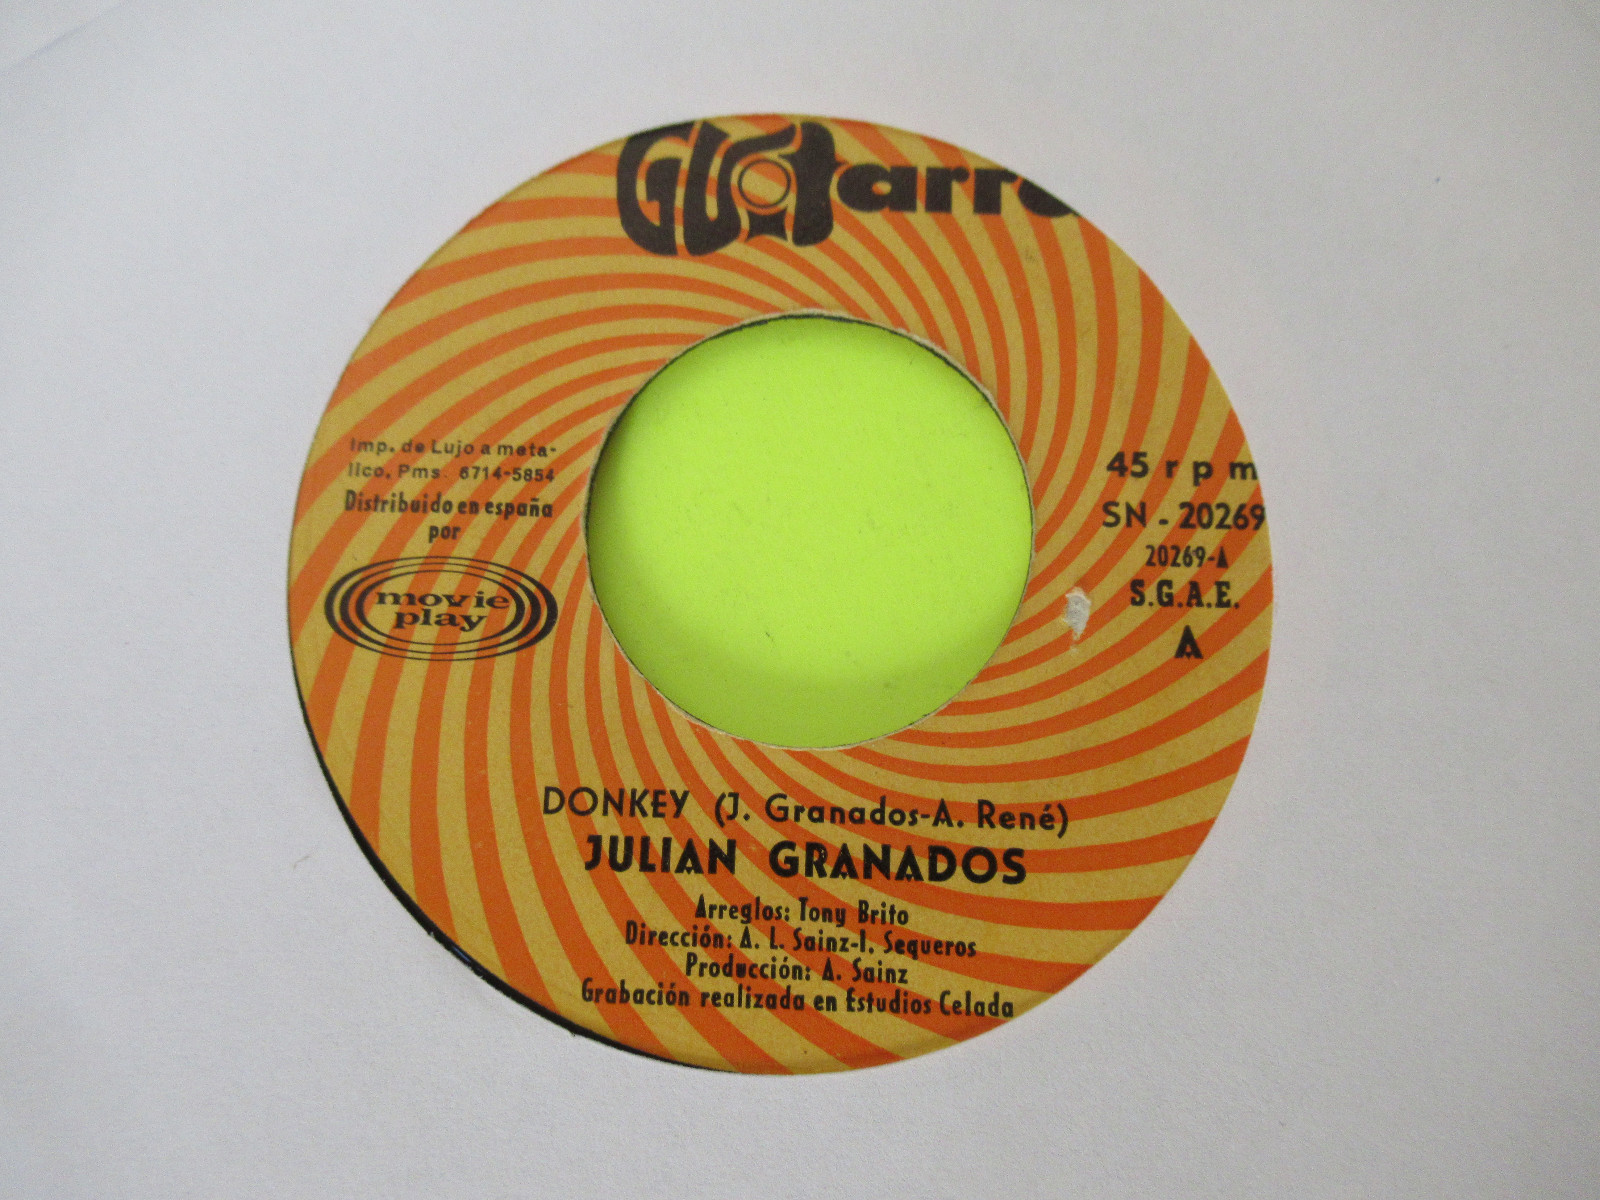 Guitarra
Imp. de Lujo a meta-
lico. Pms. 6714-5854
Distribuido en españa
por
movie
play
45 r p m
SN - 20269
20269-A
S.G.A.E.
A
DONKEY (J. Granados-A. René)
JULIAN GRANADOS
Arreglos: Tony Brito
Dirección: A. L. Sainz-I. Sequeros
Producción: A. Sainz
Grabación realizada en Estudios Celada